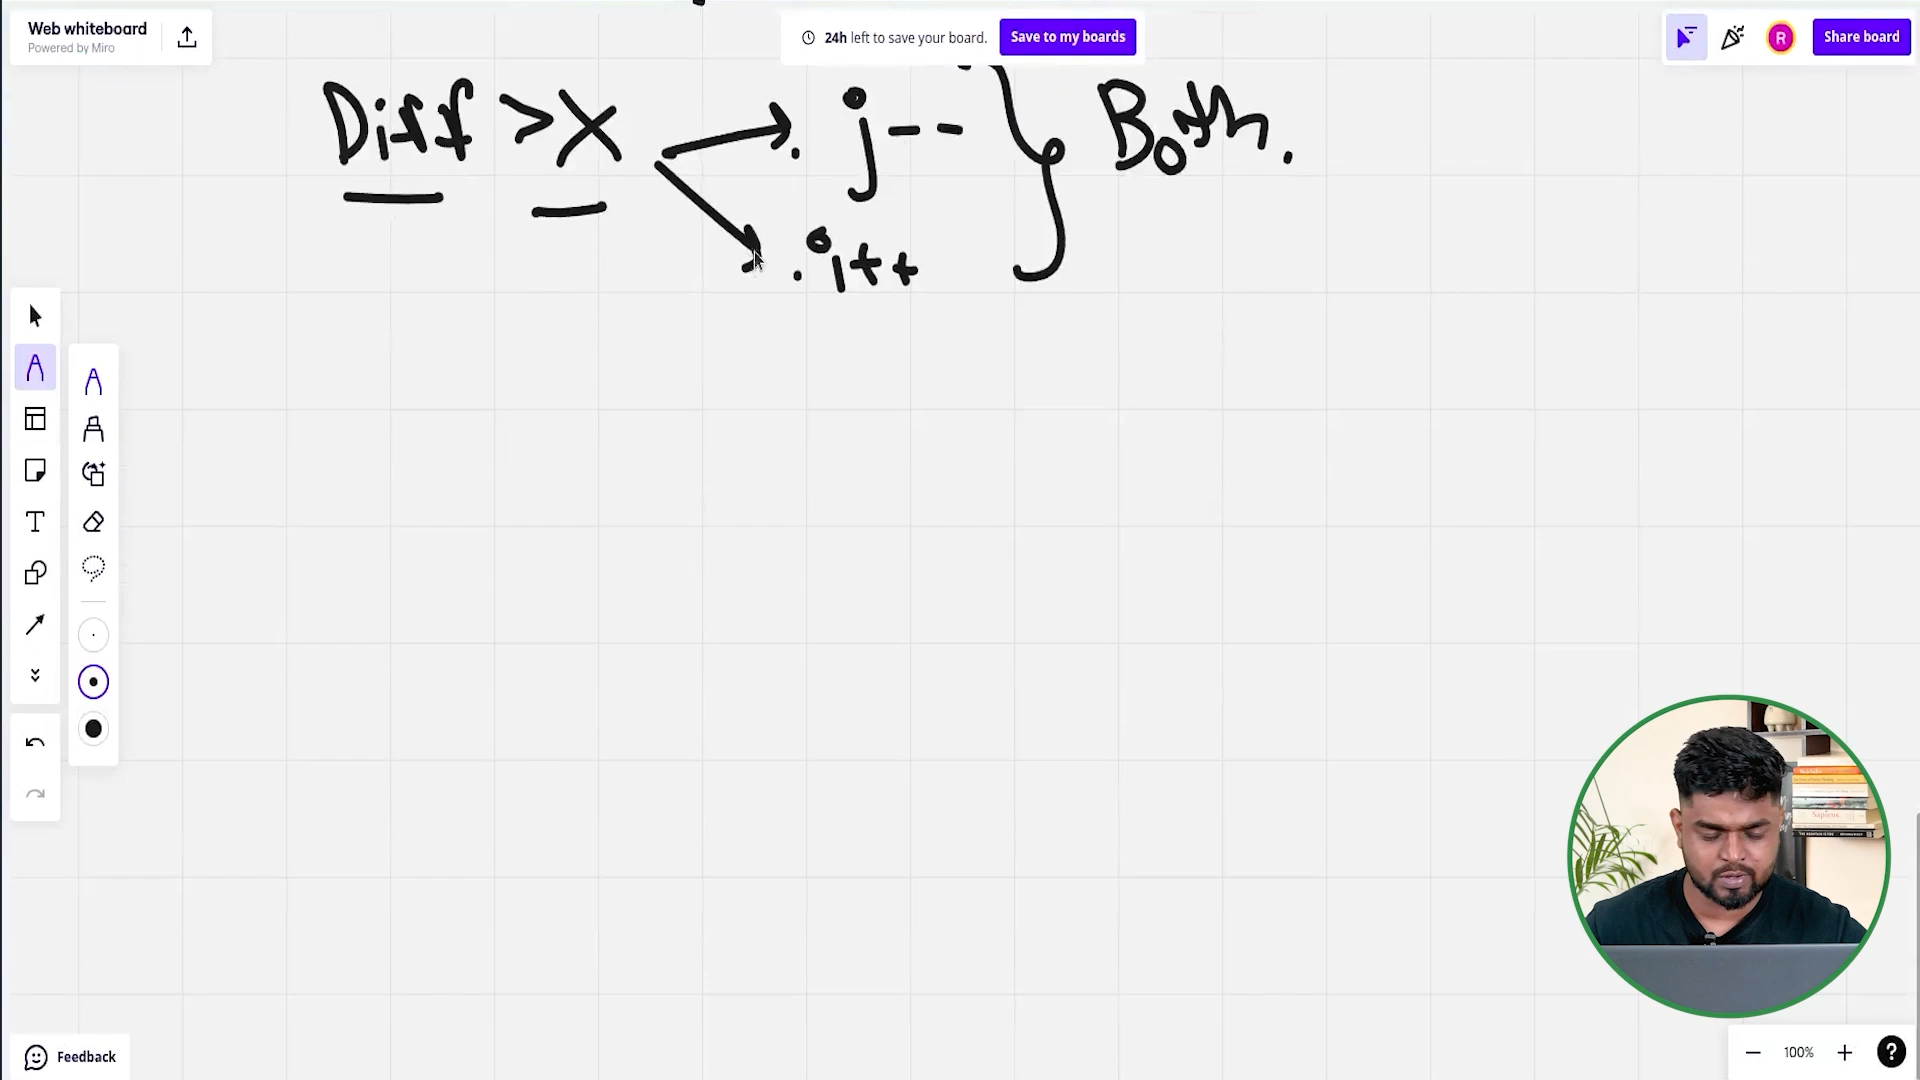 Web whiteboard
Powered by Miro
24h left to save your board.
Save to my boards
R
Share board
Diff > X
j--
i++
Both.
Sapiens
Feedback
100%
?